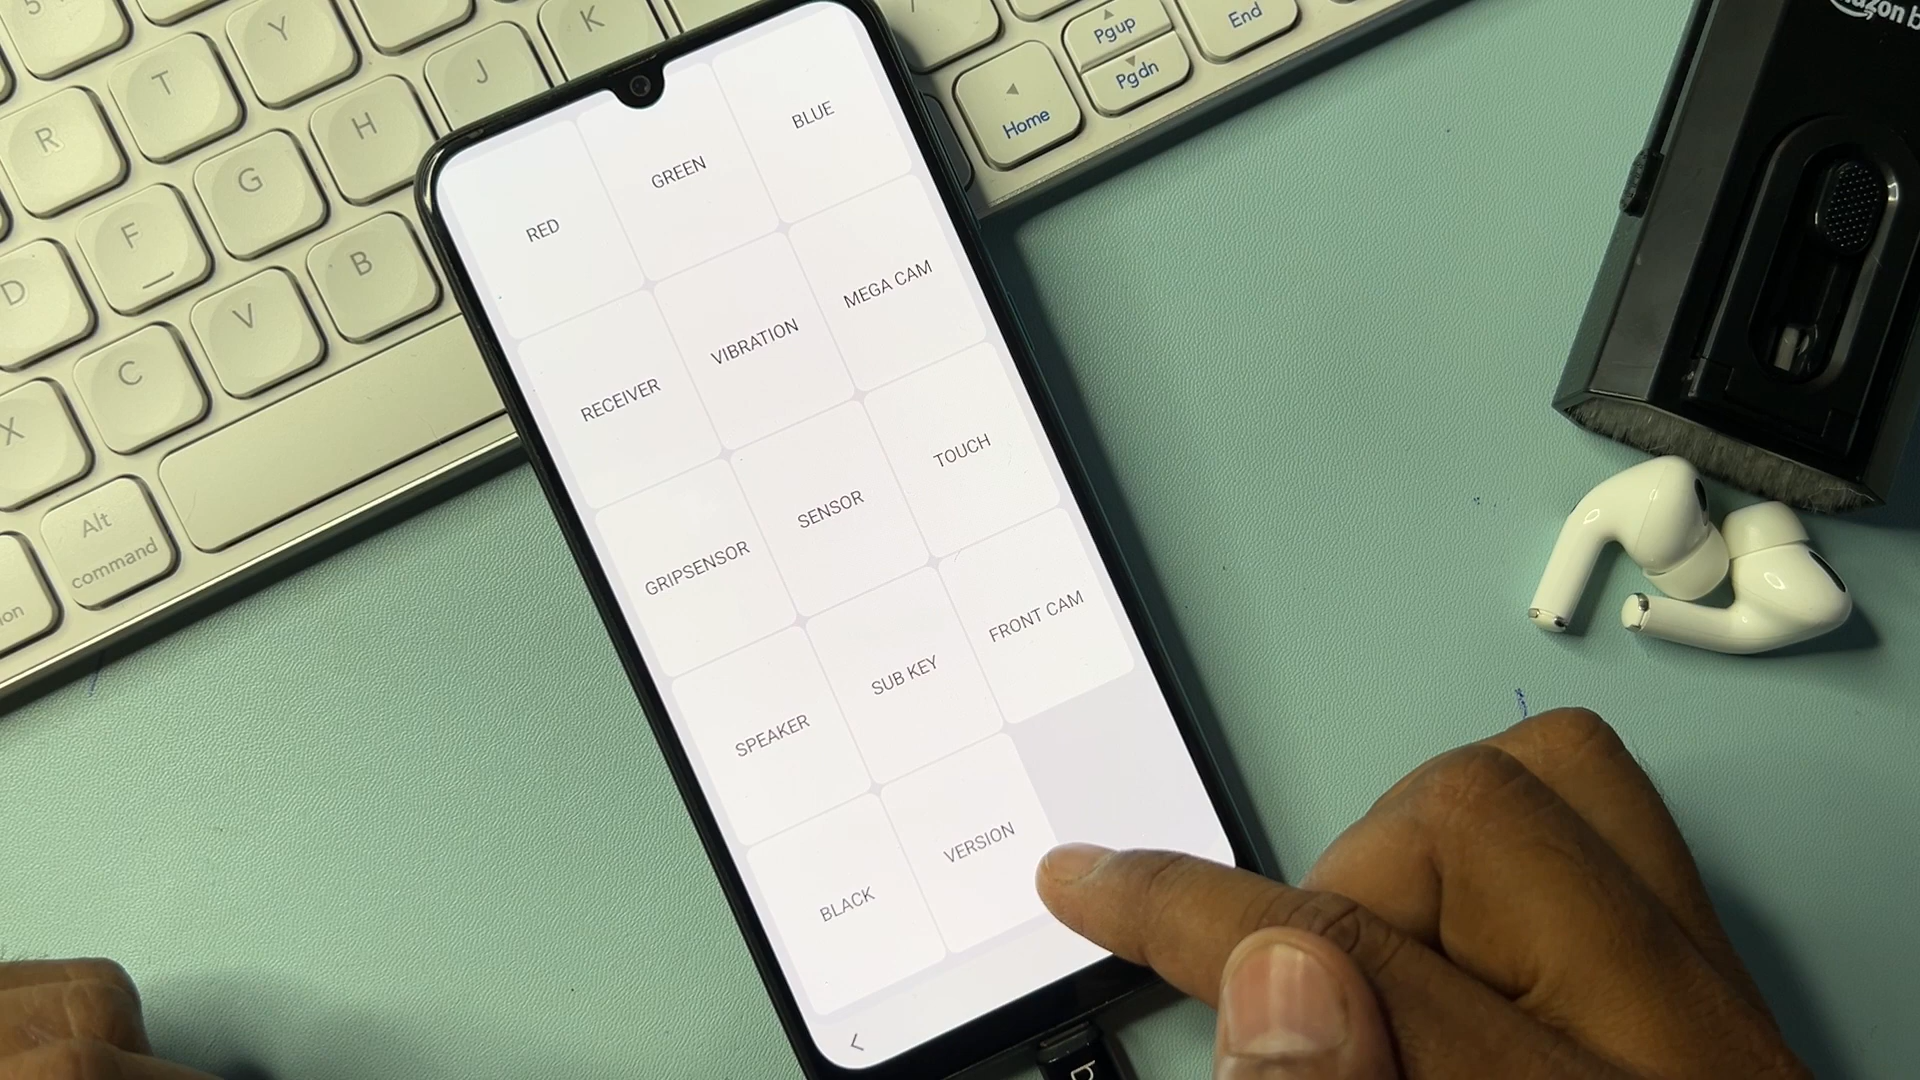 RED
GREEN
BLUE
RECEIVER
VIBRATION
MEGA CAM
GRIPSENSOR
SENSOR
TOUCH
SPEAKER
SUB KEY
FRONT CAM
BLACK
VERSION
5
R
T
Y
K
D
F
G
H
J
X
C
V
B
Alt
command
Home
Pgup
Pgdn
End
b